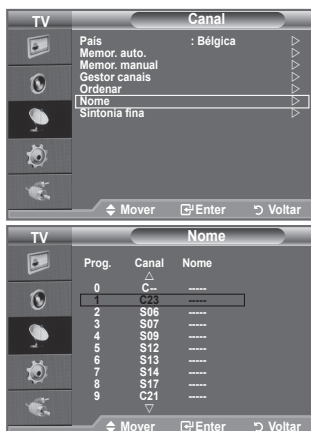 TV Canal
País : Bélgica
Memor. auto.
Memor. manual
Gestor canais
Ordenar
Nome
Sintonia fina
Mover Enter Voltar
TV Nome
Prog. Canal Nome
0 C-- -----
1 C23 -----
2 S06 -----
3 S07 -----
4 S09 -----
5 S12 -----
6 S13 -----
7 S14 -----
8 S17 -----
9 C21 -----
Mover Enter Voltar